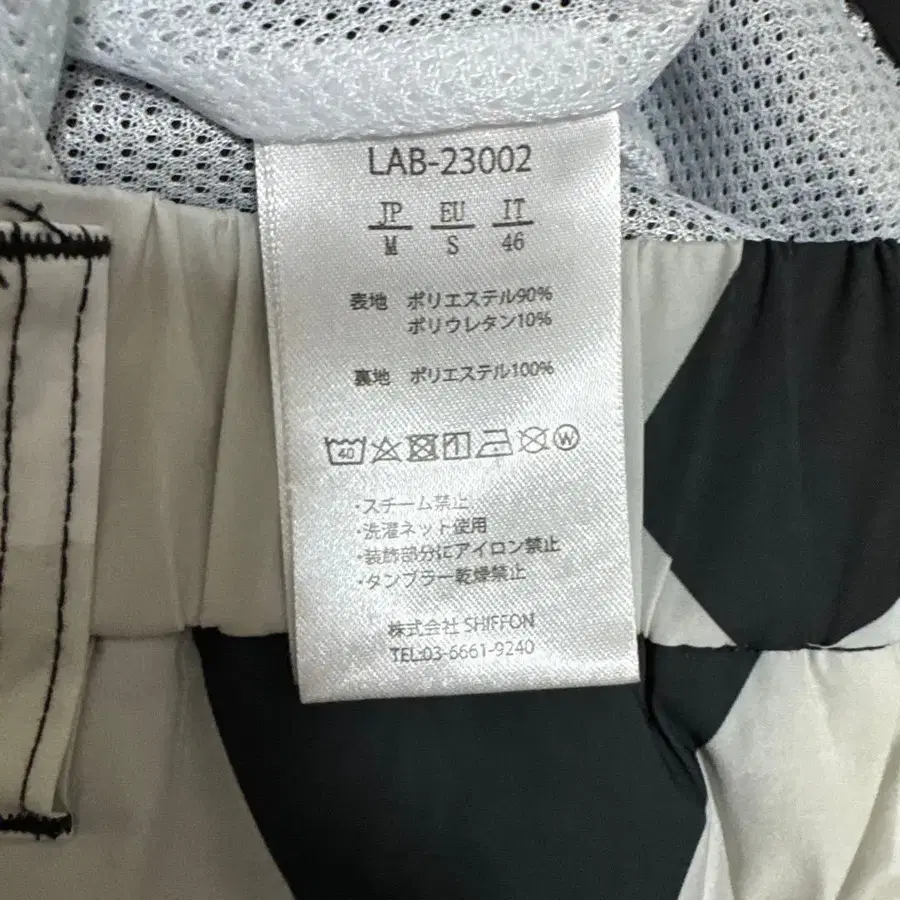 LAB-23002
JP EU IT
M S 46
表地 ポリエステル90%
ポリウレタン10%
裏地 ポリエステル100%
40 W
・スチーム禁止
・洗濯ネット使用
・装飾部分にアイロン禁止
・タンブラー乾燥禁止
株式会社 SHIFFON
TEL:03-6661-9240